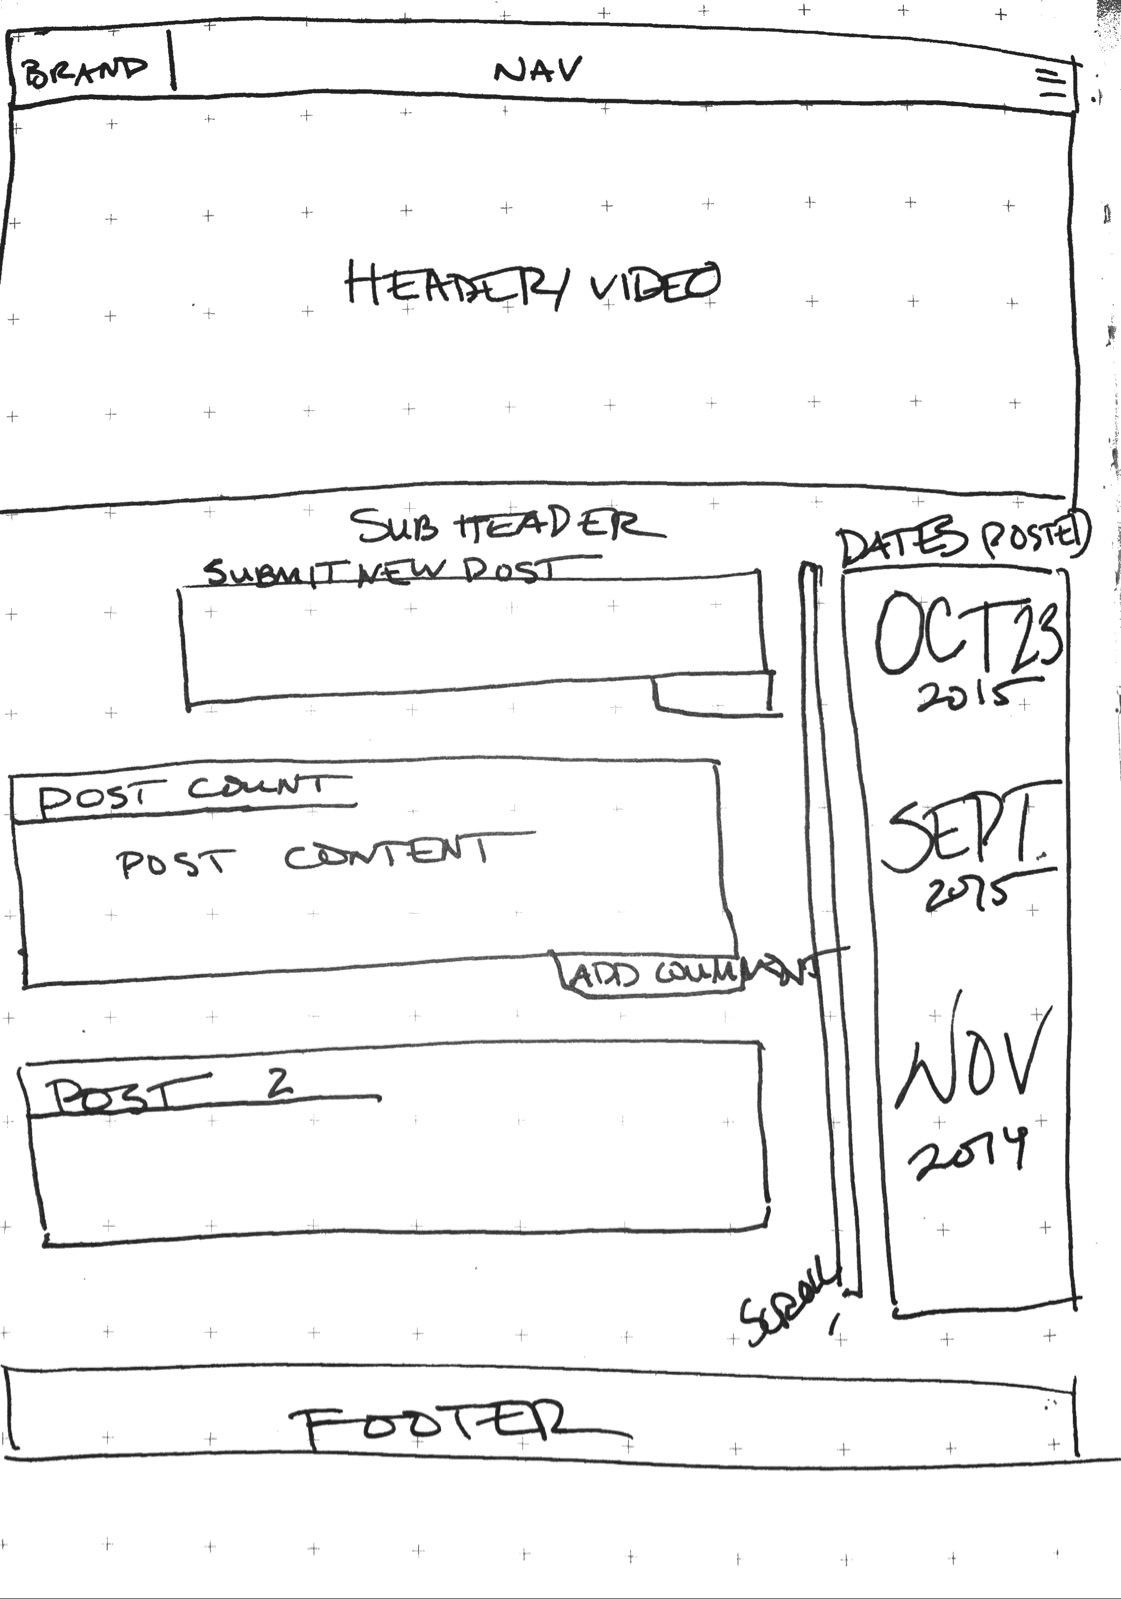 BRAND
NAV
HEADER/ VIDEO
SUB HEADER
DATES POSTED
SUBMIT NEW POST
OCT 23
2015
POST COUNT
POST CONTENT
SEPT.
2015
ADD COMMENT
NOV
2014
POST 2
SCROLL
FOOTER